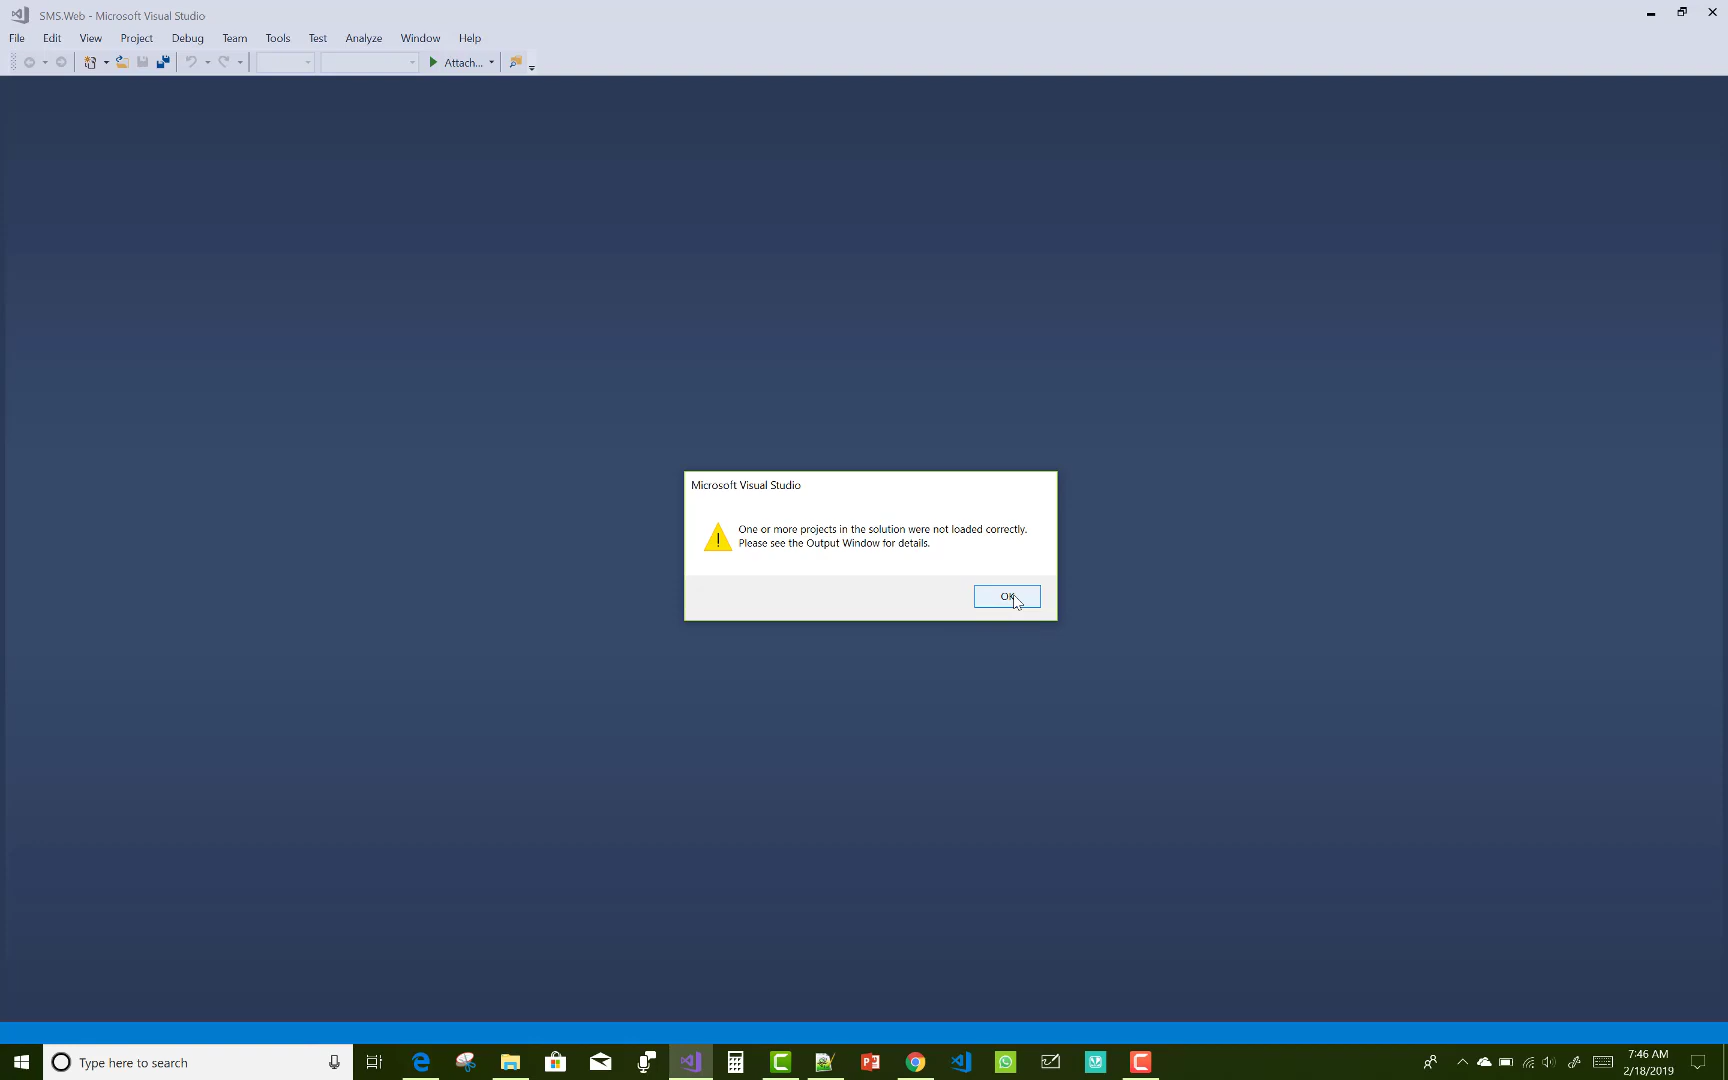 SMS.Web - Microsoft Visual Studio
File Edit View Project Debug Team Tools Test Analyze Window Help
Attach...
Microsoft Visual Studio
One or more projects in the solution were not loaded correctly.
Please see the Output Window for details.
OK
Type here to search
7:46 AM
2/18/2019